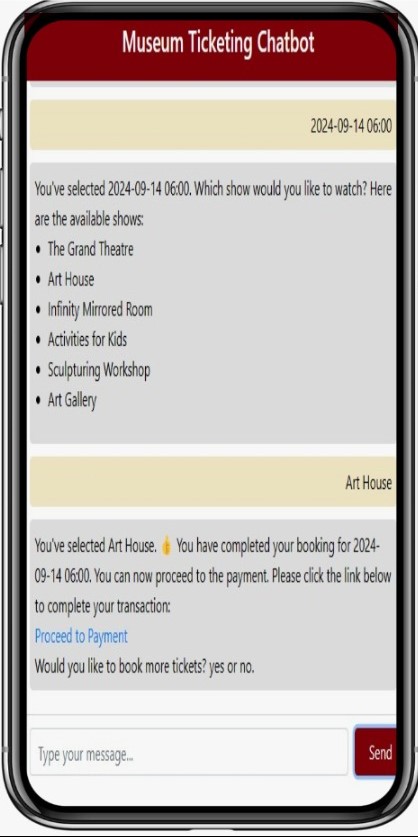 Museum Ticketing Chatbot
2024-09-14 06:00
You've selected 2024-09-14 06:00. Which show would you like to watch? Here
are the available shows:
• The Grand Theatre
• Art House
• Infinity Mirrored Room
• Activities for Kids
• Sculpturing Workshop
• Art Gallery
Art House
You've selected Art House. 👍 You have completed your booking for 2024-
09-14 06:00. You can now proceed to the payment. Please click the link below
to complete your transaction:
Proceed to Payment
Would you like to book more tickets? yes or no.
Type your message...
Send